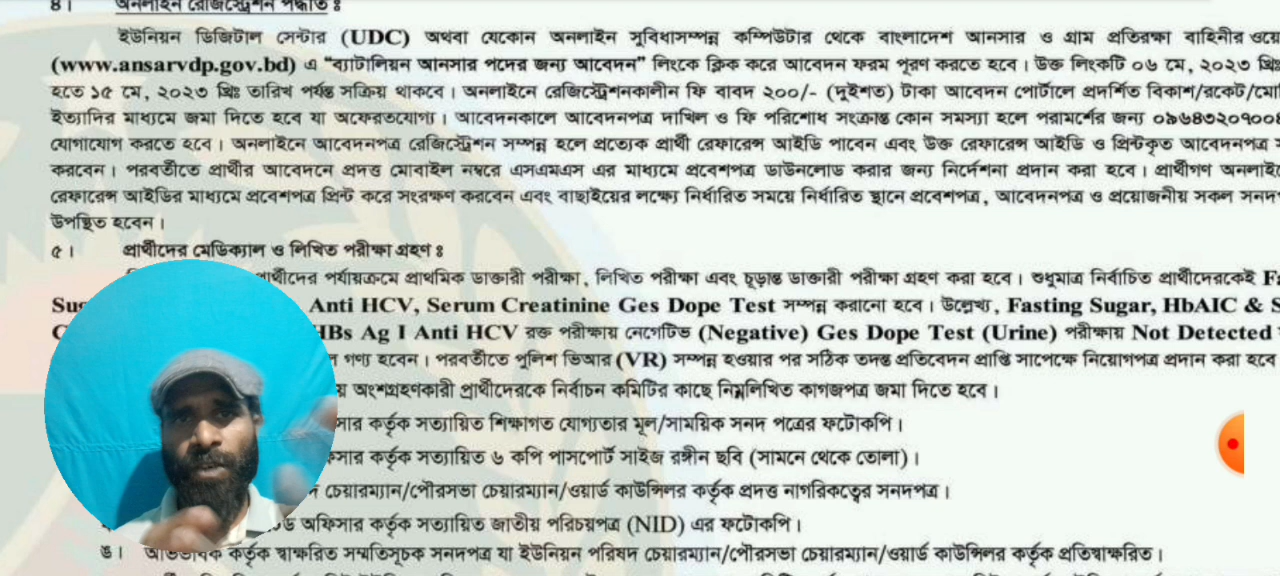 ৪। অনলাইন রেজিস্ট্রেশন পদ্ধতি ঃ
ইউনিয়ন ডিজিটাল সেন্টার (UDC) অথবা যেকোন অনলাইন সুবিধাসম্পন্ন কম্পিউটার থেকে বাংলাদেশ আনসার ও গ্রাম প্রতিরক্ষা বাহিনীর
(www.ansarvdp.gov.bd) এ “ব্যাটালিয়ন আনসার পদের জন্য আবেদন” লিংকে ক্লিক করে আবেদন ফরম পূরণ করতে হবে। উক্ত লিংকটি ০৬ মে, ২০২৩ খ্রিঃ
হতে ১৫ মে, ২০২৩ খ্রিঃ তারিখ পর্যন্ত সক্রিয় থাকবে। অনলাইনে রেজিস্ট্রেশনকালীন ফি বাবদ ২০০/- (দুইশত) টাকা আবেদন পোর্টালে প্রদর্শিত বিকাশ/রকেট/
ইত্যাদির মাধ্যমে জমা দিতে হবে যা অফেরতযোগ্য। আবেদনকালে আবেদনপত্র দাখিল ও ফি পরিশোধ সংক্রান্ত কোন সমস্যা হলে পরামর্শের জন্য ০৯৬৪৩২০৭০০৪
যোগাযোগ করতে হবে। অনলাইনে আবেদনপত্র রেজিস্ট্রেশন সম্পন্ন হলে প্রত্যেক প্রার্থী রেফারেন্স আইডি পাবেন এবং উক্ত রেফারেন্স আইডি ও প্রিন্টকৃত আবেদনপত্র
করবেন। পরবর্তীতে প্রার্থীর আবেদনে প্রদত্ত মোবাইল নম্বরে এসএমএস এর মাধ্যমে প্রবেশপত্র ডাউনলোড করার জন্য নির্দেশনা প্রদান করা হবে। প্রার্থীগণ
রেফারেন্স আইডির মাধ্যমে প্রবেশপত্র প্রিন্ট করে সংরক্ষণ করবেন এবং বাছাইয়ের লক্ষ্যে নির্ধারিত সময়ে নির্ধারিত স্থানে প্রবেশপত্র, আবেদনপত্র ও প্রয়োজনীয় সকল
উপস্থিত হবেন।
৫। প্রার্থীদের মেডিক্যাল ও লিখিত পরীক্ষা গ্রহণ ঃ
প্রার্থীদের পর্যায়ক্রমে প্রাথমিক ডাক্তারী পরীক্ষা, লিখিত পরীক্ষা এবং চূড়ান্ত ডাক্তারী পরীক্ষা গ্রহণ করা হবে। শুধুমাত্র নির্বাচিত প্রার্থীদেরকেই
Anti HCV, Serum Creatinine Ges Dope Test সম্পন্ন করানো হবে। উল্লেখ্য, Fasting Sugar, HbAIC &
HBs Ag I Anti HCV রক্ত পরীক্ষায় নেগেটিভ (Negative) Ges Dope Test (Urine) পরীক্ষায় Not Detected
গণ্য হবেন। পরবর্তীতে পুলিশ ভিআর (VR) সম্পন্ন হওয়ার পর সঠিক তদন্ত প্রতিবেদন প্রাপ্তি সাপেক্ষে নিয়োগপত্র প্রদান করা হবে
অংশগ্রহণকারী প্রার্থীদেরকে নির্বাচন কমিটির কাছে নিম্নলিখিত কাগজপত্র জমা দিতে হবে।
কর্তৃক সত্যায়িত শিক্ষাগত যোগ্যতার মূল/সাময়িক সনদ পত্রের ফটোকপি।
কর্তৃক সত্যায়িত ৬ কপি পাসপোর্ট সাইজ রঙ্গীন ছবি (সামনে থেকে তোলা)।
চেয়ারম্যান/পৌরসভা চেয়ারম্যান/ওয়ার্ড কাউন্সিলর কর্তৃক প্রদত্ত নাগরিকত্বের সনদপত্র।
অফিসার কর্তৃক সত্যায়িত জাতীয় পরিচয়পত্র (NID) এর ফটোকপি।
ঙ। অভিভাবক কর্তৃক স্বাক্ষরিত সম্মতিসূচক সনদপত্র যা ইউনিয়ন পরিষদ চেয়ারম্যান/পৌরসভা চেয়ারম্যান/ওয়ার্ড কাউন্সিলর কর্তৃক প্রতিস্বাক্ষরিত।